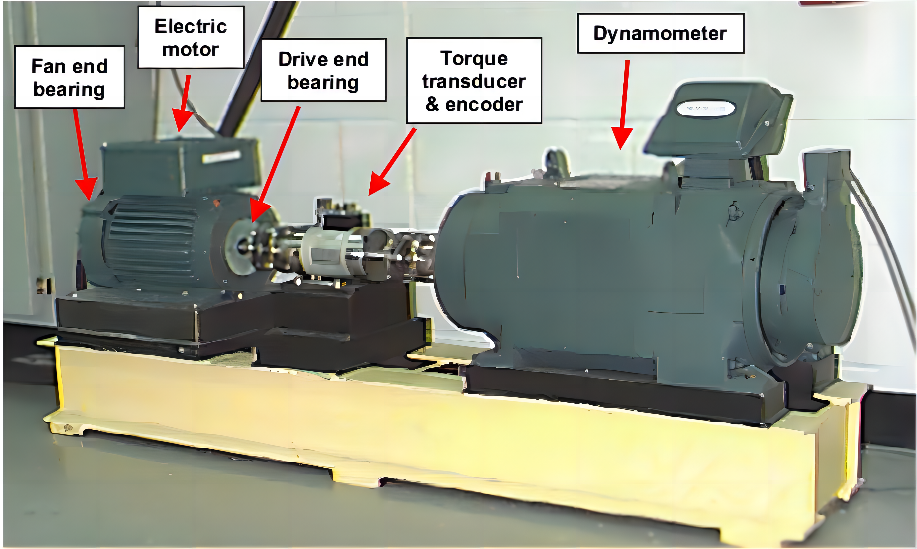 Fan end
bearing
Electric
motor
Drive end
bearing
Torque
transducer
& encoder
Dynamometer